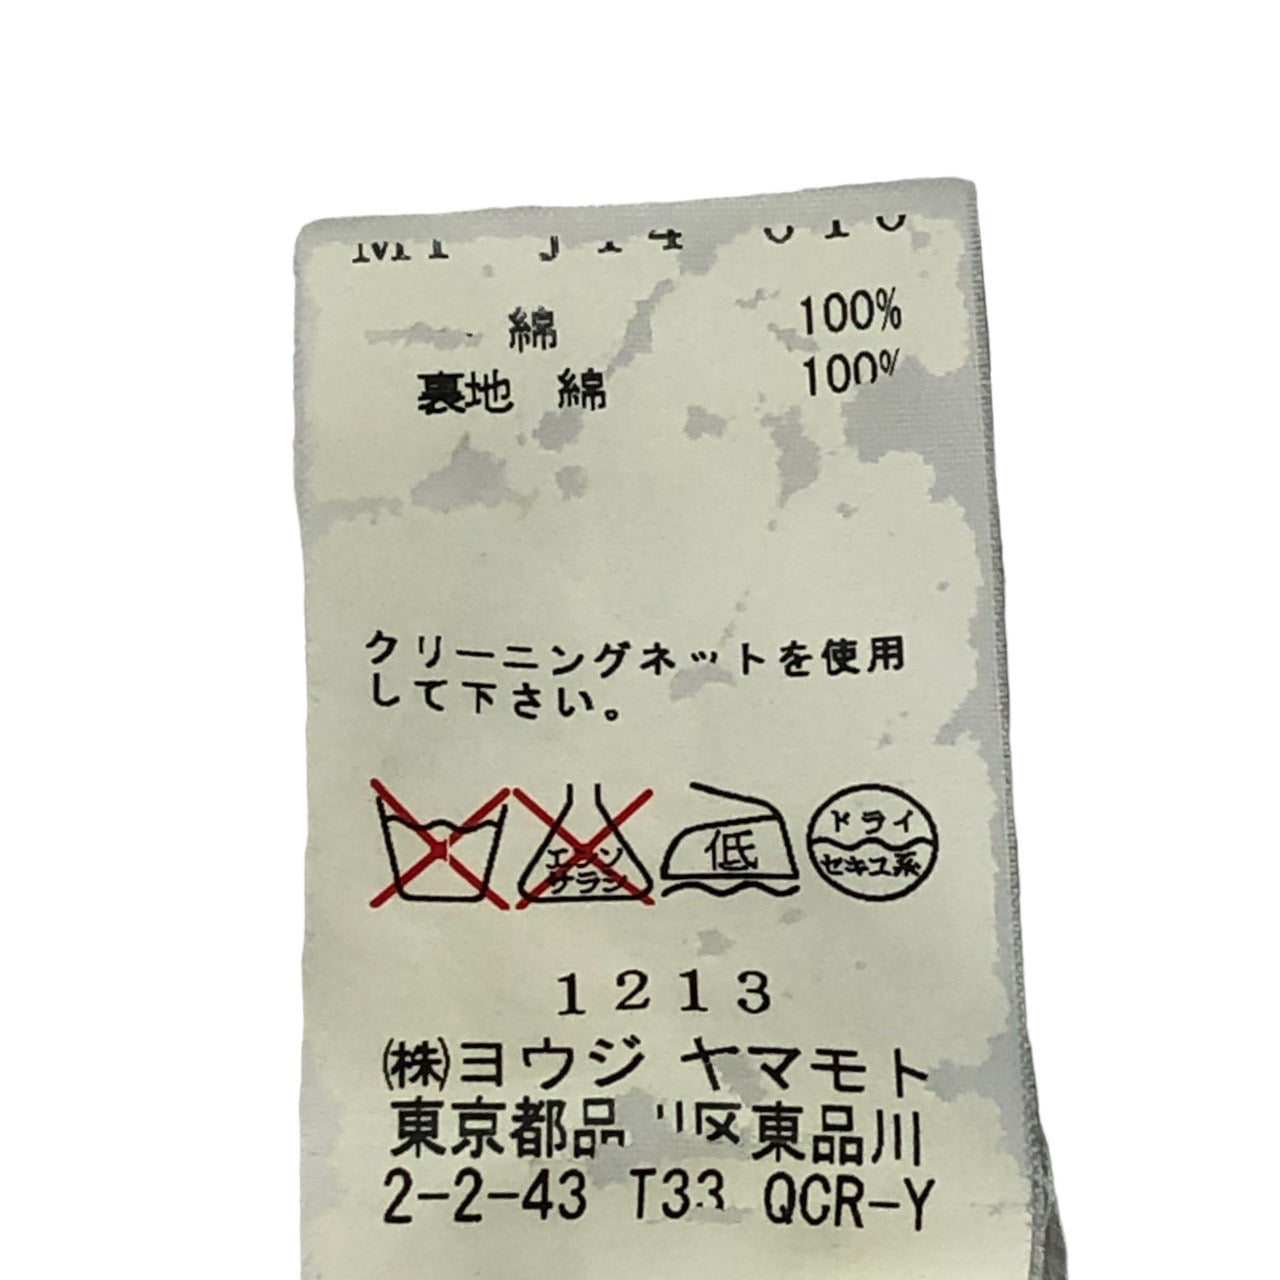 綿 100%
裏地 綿 100%
クリーニングネットを使用
して下さい。
エンソ
サラシ
低
ドライ
セキユ系
1213
㈱ヨウジ ヤマモト
東京都品川区東品川
2-2-43 T33 QCR-Y